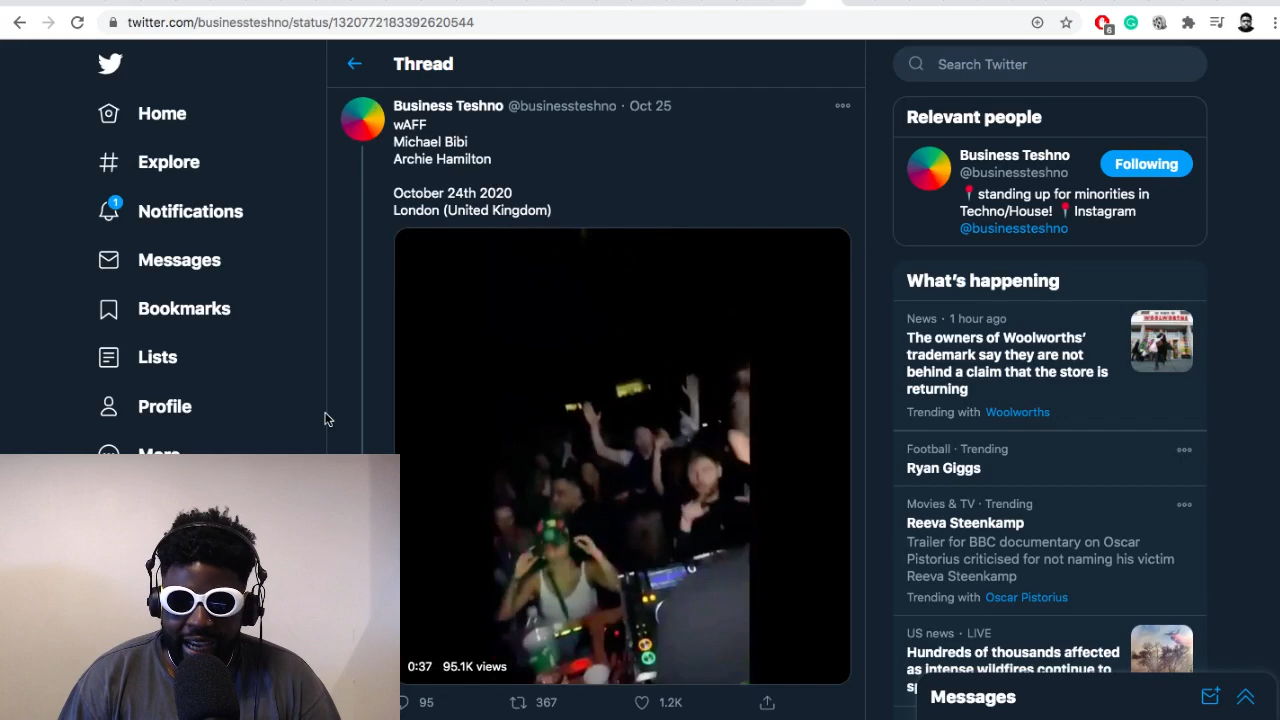 twitter.com/businessteshno/status/1320772183392620544
6
Home
Explore
1
Notifications
Messages
Bookmarks
Lists
Profile
More
Thread
Business Teshno @businessteshno · Oct 25
wAFF
Michael Bibi
Archie Hamilton
October 24th 2020
London (United Kingdom)
0:37 95.1K views
95 367 1.2K
Search Twitter
Relevant people
Business Teshno
@businessteshno
Following
standing up for minorities in
Techno/House! Instagram
@businessteshno
What's happening
News · 1 hour ago
The owners of Woolworths'
trademark say they are not
behind a claim that the store is
returning
Trending with Woolworths
WOOLWORTHS
Football · Trending
Ryan Giggs
Movies & TV · Trending
Reeva Steenkamp
Trailer for BBC documentary on Oscar
Pistorius criticised for not naming his victim
Reeva Steenkamp
Trending with Oscar Pistorius
US news · LIVE
Hundreds of thousands affected
as intense wildfires continue to
Messages